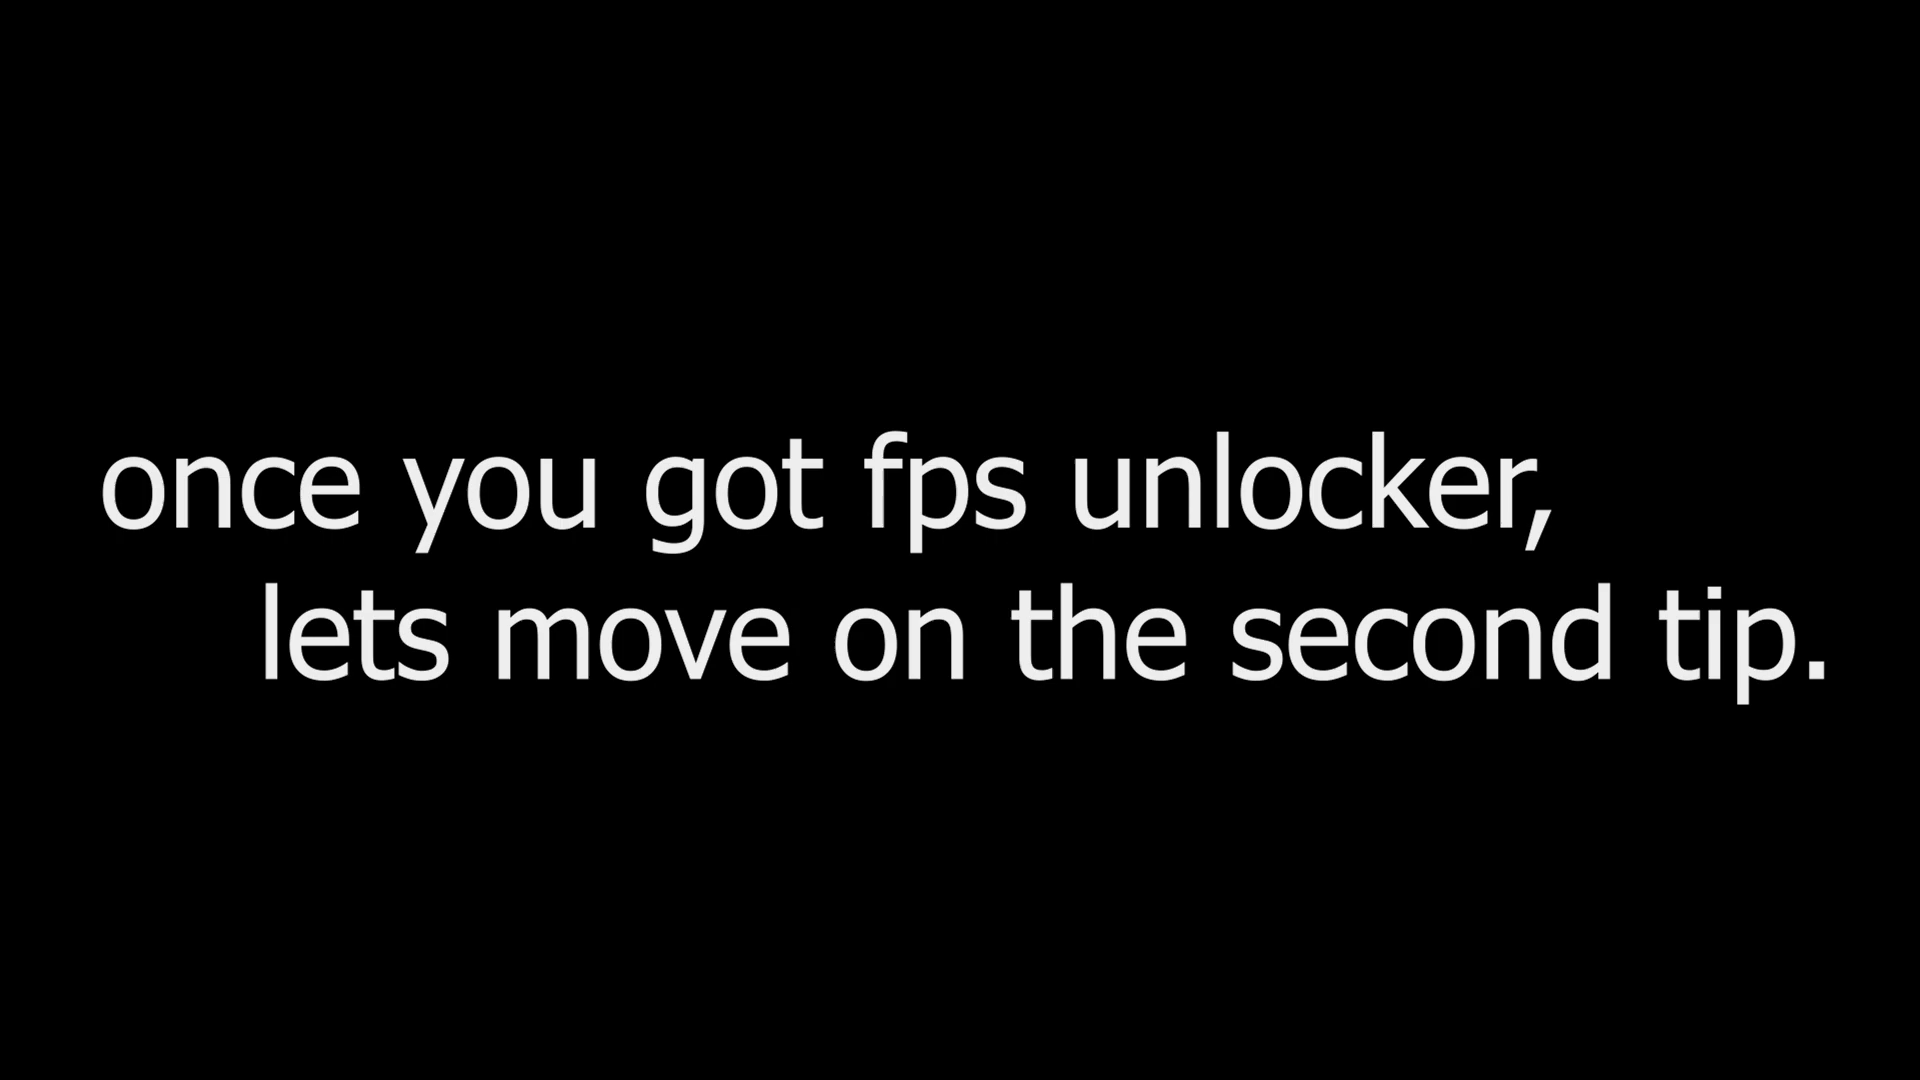 once you got fps unlocker,
lets move on the second tip.